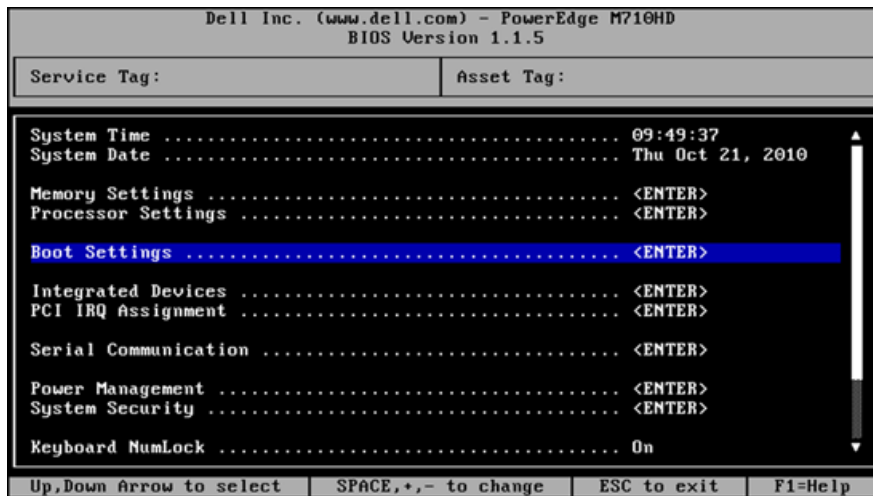 Dell Inc. (www.dell.com) - PowerEdge M710HD
BIOS Version 1.1.5
Service Tag: Asset Tag:
System Time .......................................... 09:49:37
System Date .......................................... Thu Oct 21, 2010
Memory Settings ...................................... <ENTER>
Processor Settings ................................... <ENTER>
Boot Settings ........................................ <ENTER>
Integrated Devices ................................... <ENTER>
PCI IRQ Assignment ................................... <ENTER>
Serial Communication ................................. <ENTER>
Power Management ..................................... <ENTER>
System Security ...................................... <ENTER>
Keyboard NumLock ..................................... On
Up,Down Arrow to select SPACE,+,- to change ESC to exit F1=Help